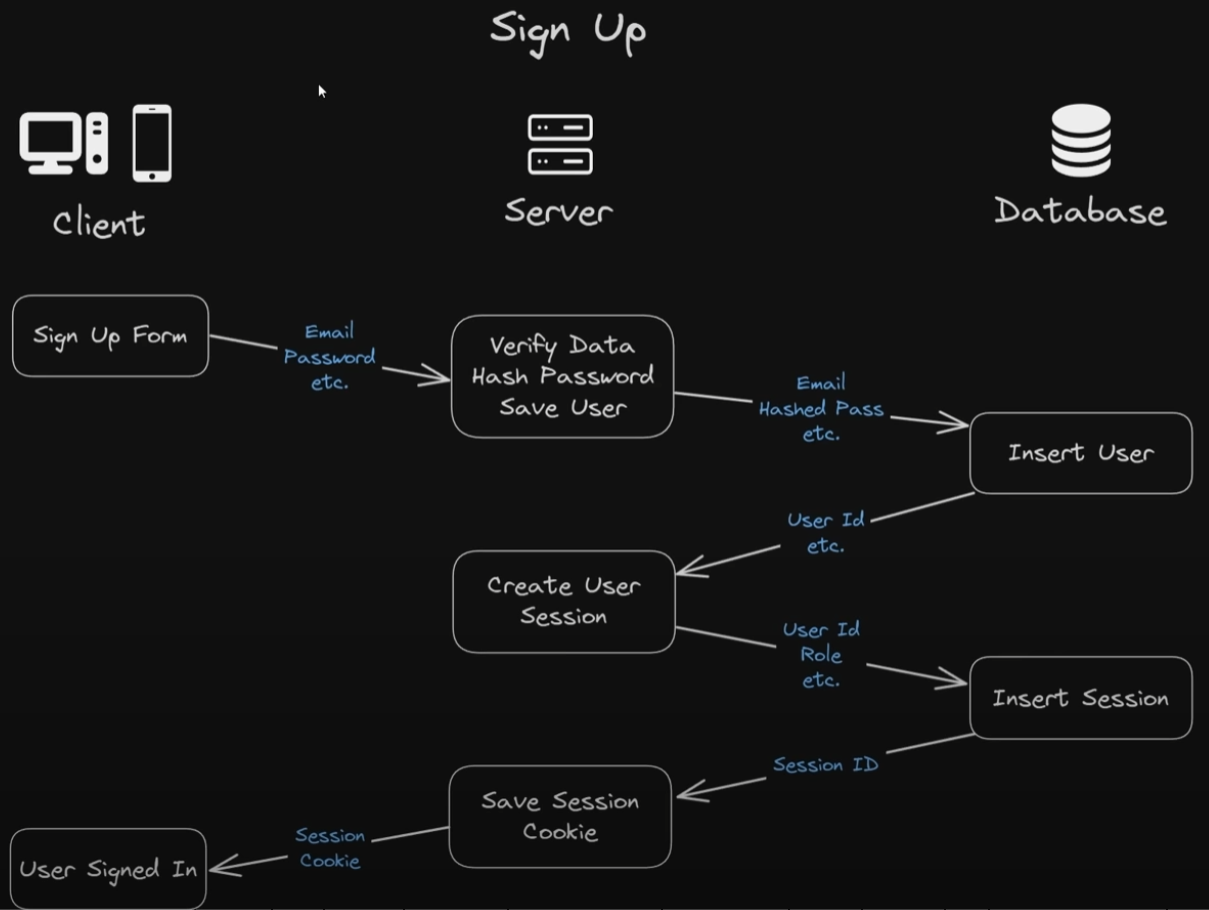 Sign Up
Client
Server
Database
Sign Up Form
Email
Password
etc.
Verify Data
Hash Password
Save User
Email
Hashed Pass
etc.
Insert User
User Id
etc.
Create User
Session
User Id
Role
etc.
Insert Session
Session ID
Save Session
Cookie
Session
Cookie
User Signed In